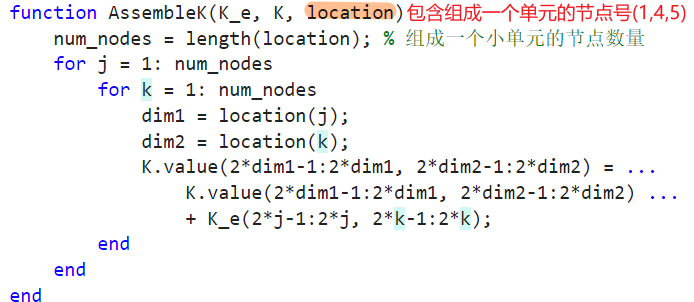 function AssembleK(K_e, K, location)包含组成一个单元的节点号(1,4,5)
num_nodes = length(location); % 组成一个小单元的节点数量
for j = 1: num_nodes
for k = 1: num_nodes
dim1 = location(j);
dim2 = location(k);
K.value(2*dim1-1:2*dim1, 2*dim2-1:2*dim2) = ...
K.value(2*dim1-1:2*dim1, 2*dim2-1:2*dim2) ...
+ K_e(2*j-1:2*j, 2*k-1:2*k);
end
end
end